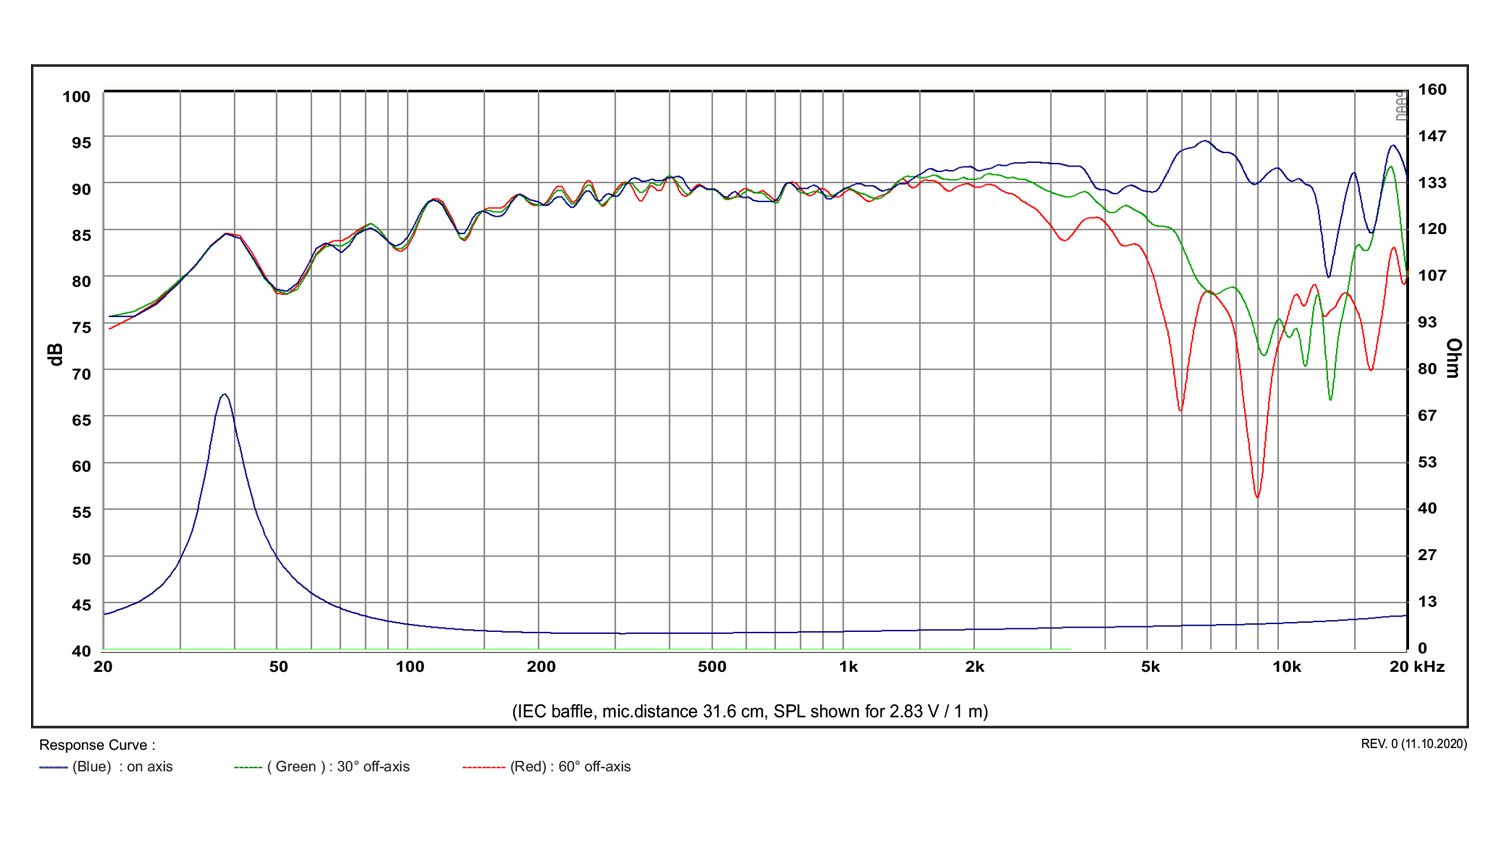 100 160
95 147
90 133
85 120
80 107
75 93
dB Ohm
70 80
65 67
60 53
55 40
50 27
45 13
40 0
20 50 100 200 500 1k 2k 5k 10k 20 kHz
(IEC baffle, mic.distance 31.6 cm, SPL shown for 2.83 V / 1 m)
Response Curve : REV. 0 (11.10.2020)
(Blue) : on axis ( Green ) : 30° off-axis (Red) : 60° off-axis